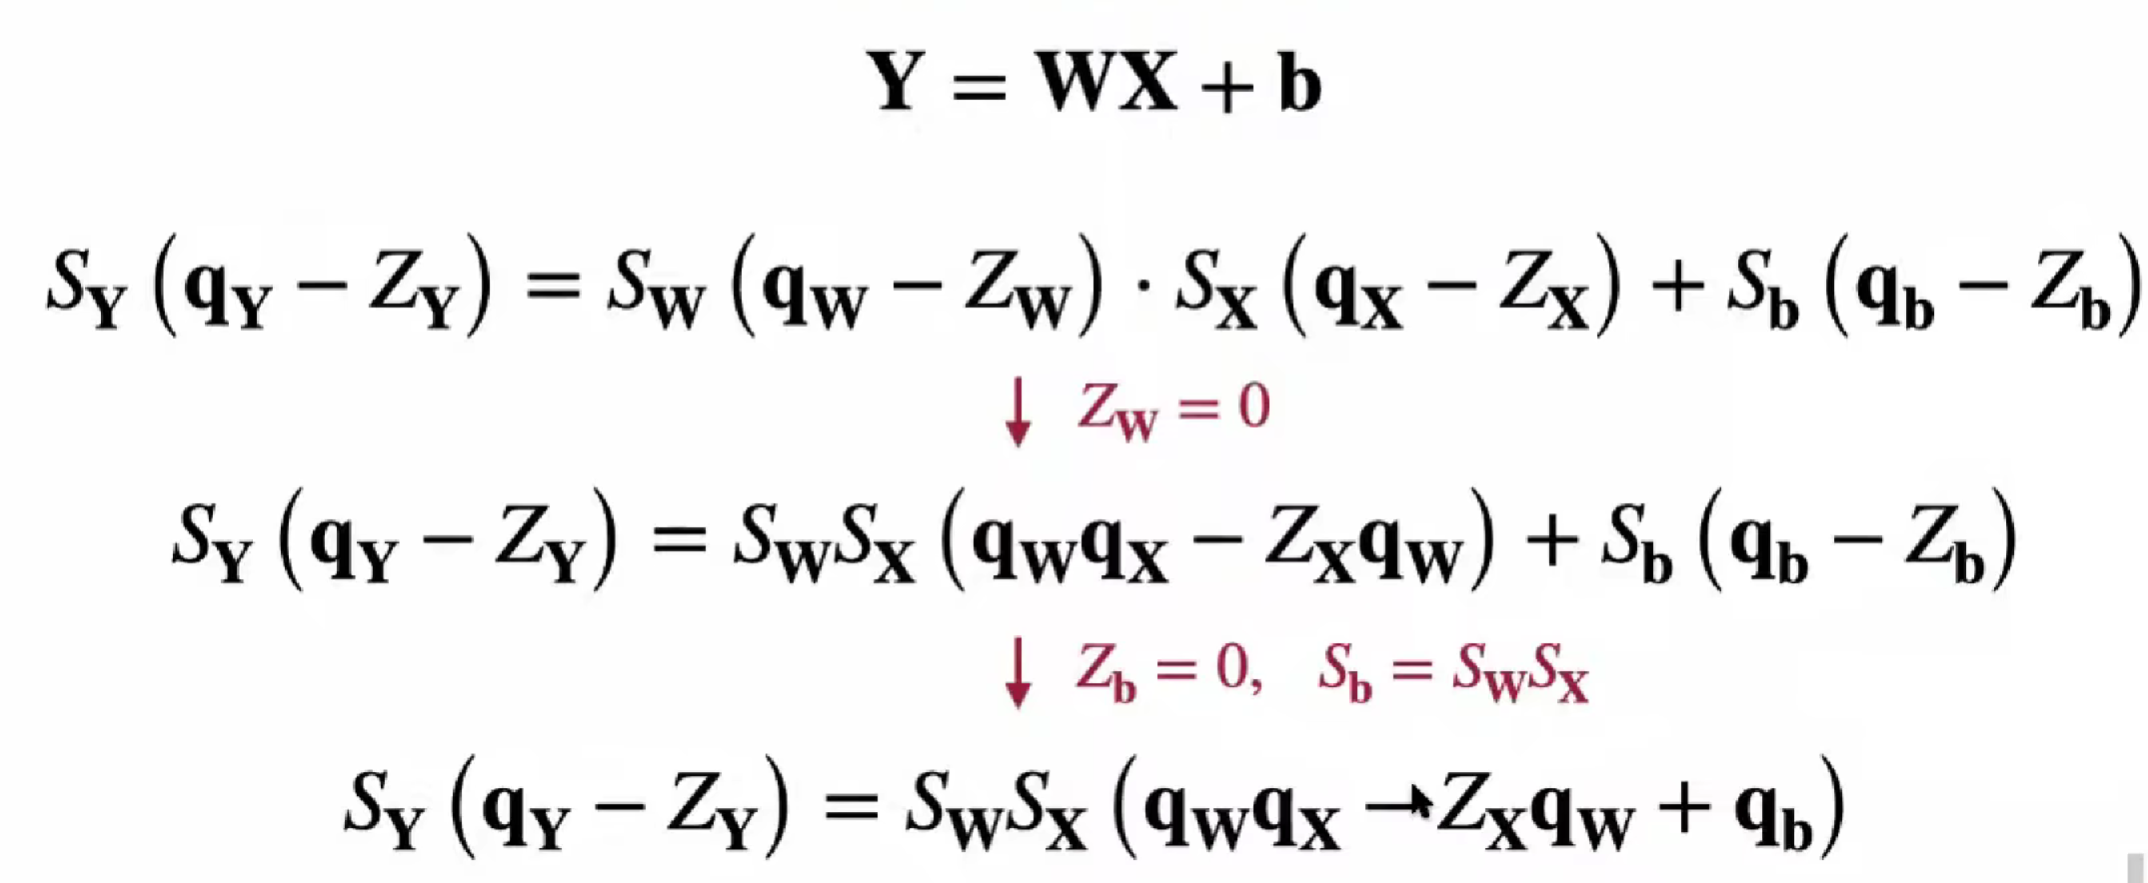 Y = WX + b
S_Y (q_Y − Z_Y) = S_W (q_W − Z_W) · S_X (q_X − Z_X) + S_b (q_b − Z_b)
↓ Z_W = 0
S_Y (q_Y − Z_Y) = S_W S_X (q_W q_X − Z_X q_W) + S_b (q_b − Z_b)
↓ Z_b = 0, S_b = S_W S_X
S_Y (q_Y − Z_Y) = S_W S_X (q_W q_X − Z_X q_W + q_b)